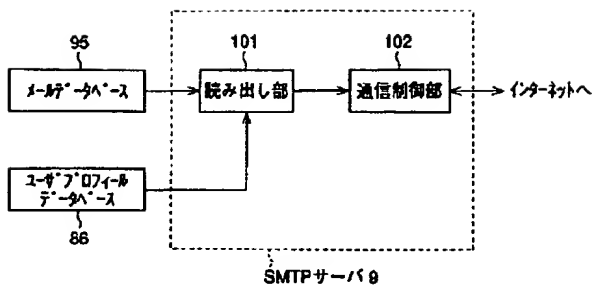 95
メールデータベース
101
読み出し部
102
通信制御部
インターネットへ
ユーザプロフィール
データベース
86
SMTPサーバ9